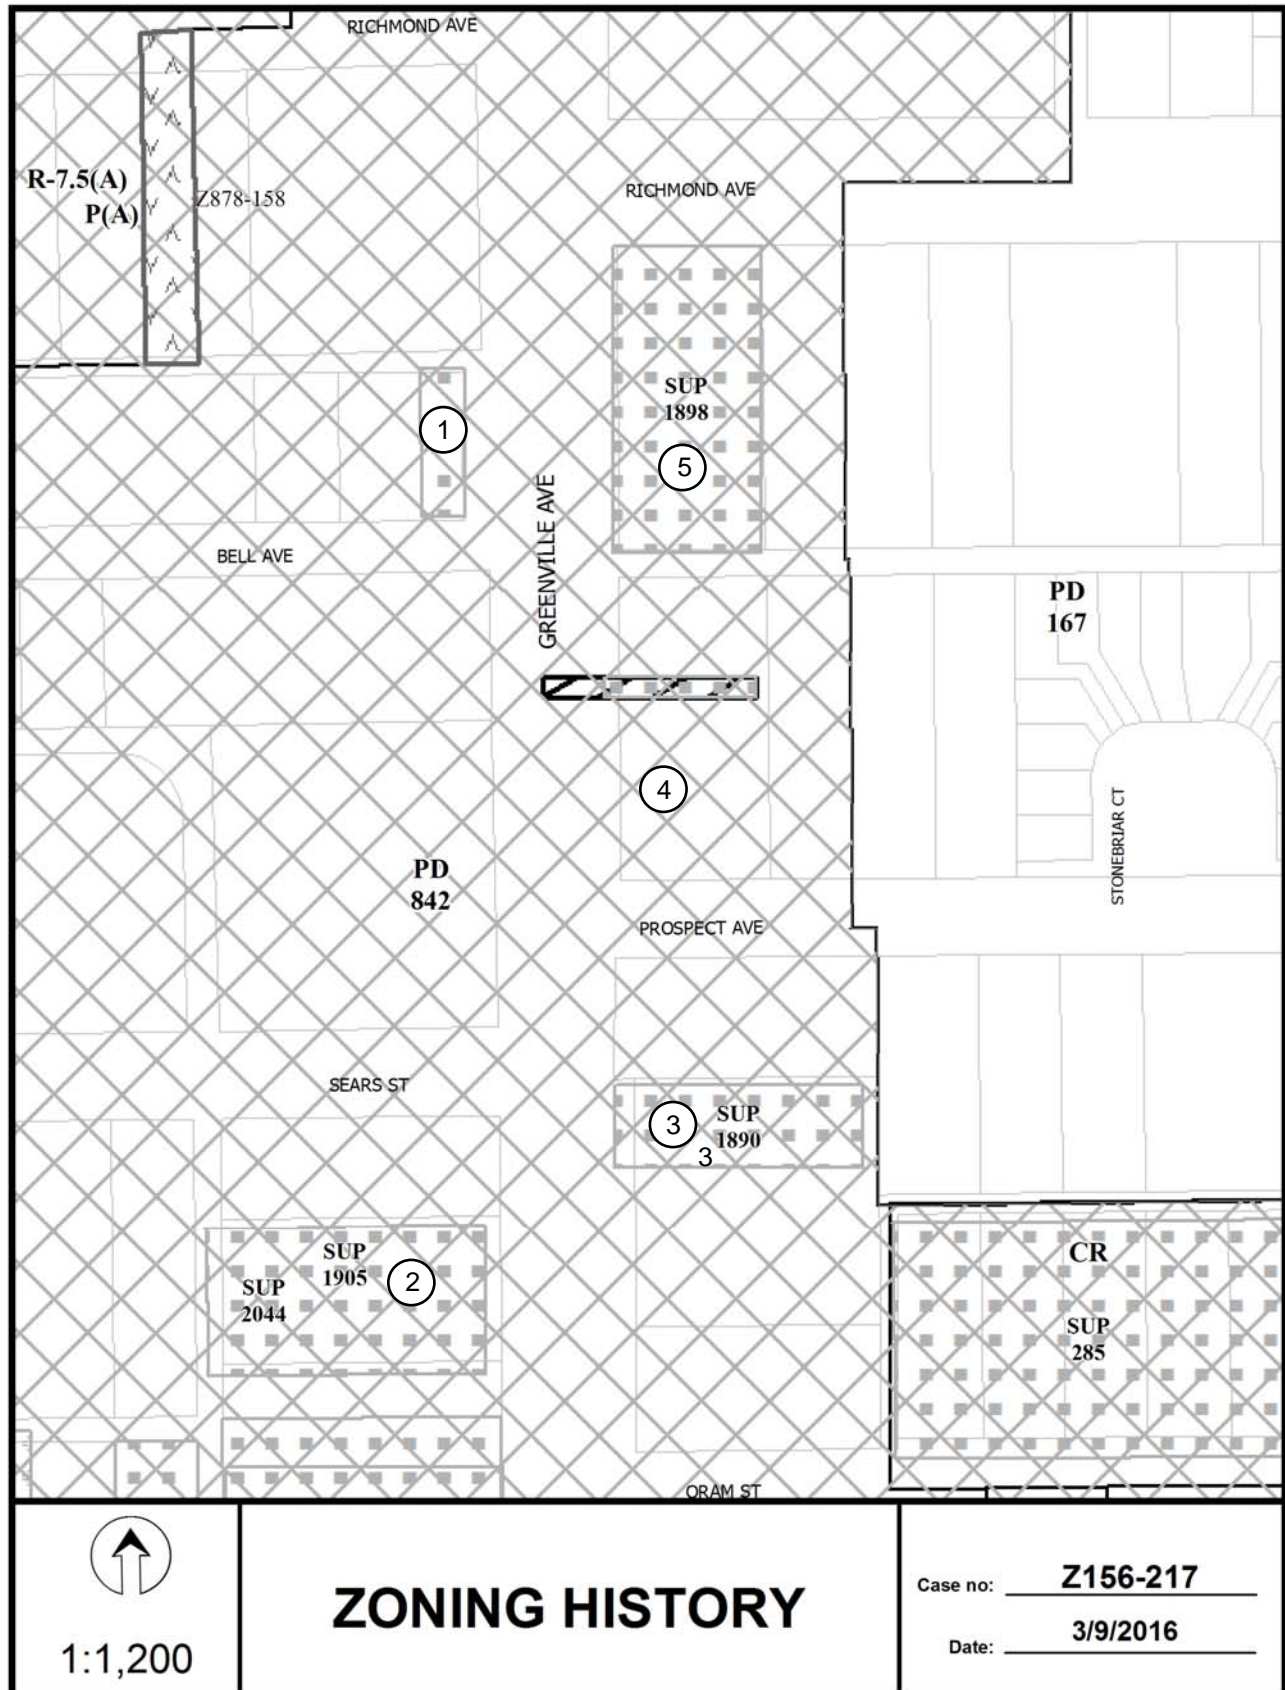 RICHMOND AVE
R-7.5(A)
P(A)
Z878-158
RICHMOND AVE
SUP
1898
1
5
GREENVILLE AVE
BELL AVE
PD
167
4
STONEBRIAR CT
PD
842
PROSPECT AVE
SEARS ST
3
SUP
1890
3
SUP
1905
2
SUP
2044
CR
SUP
285
ORAM ST
1:1,200
ZONING HISTORY
Case no: Z156-217
Date: 3/9/2016